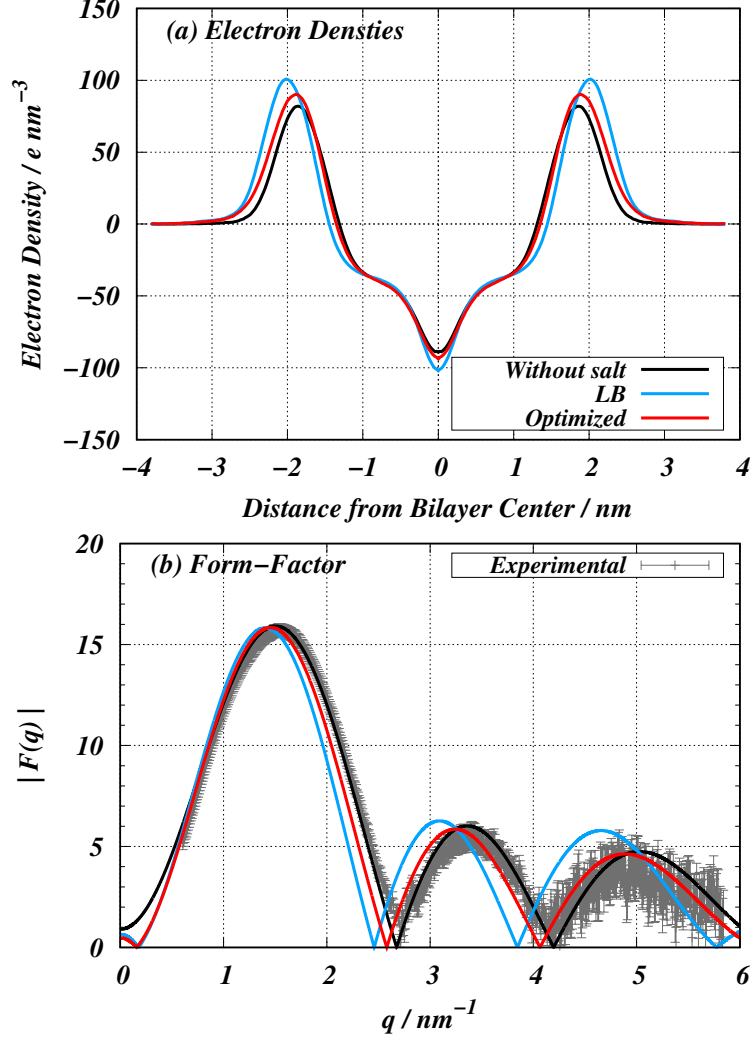 150
(a) Electron Densties
100
50
0
−50
−100
−150
Electron Density / e nm⁻³
Without salt
LB
Optimized
−4 −3 −2 −1 0 1 2 3 4
Distance from Bilayer Center / nm
20
(b) Form−Factor
Experimental
15
10
5
0
|F(q)|
0 1 2 3 4 5 6
q / nm⁻¹